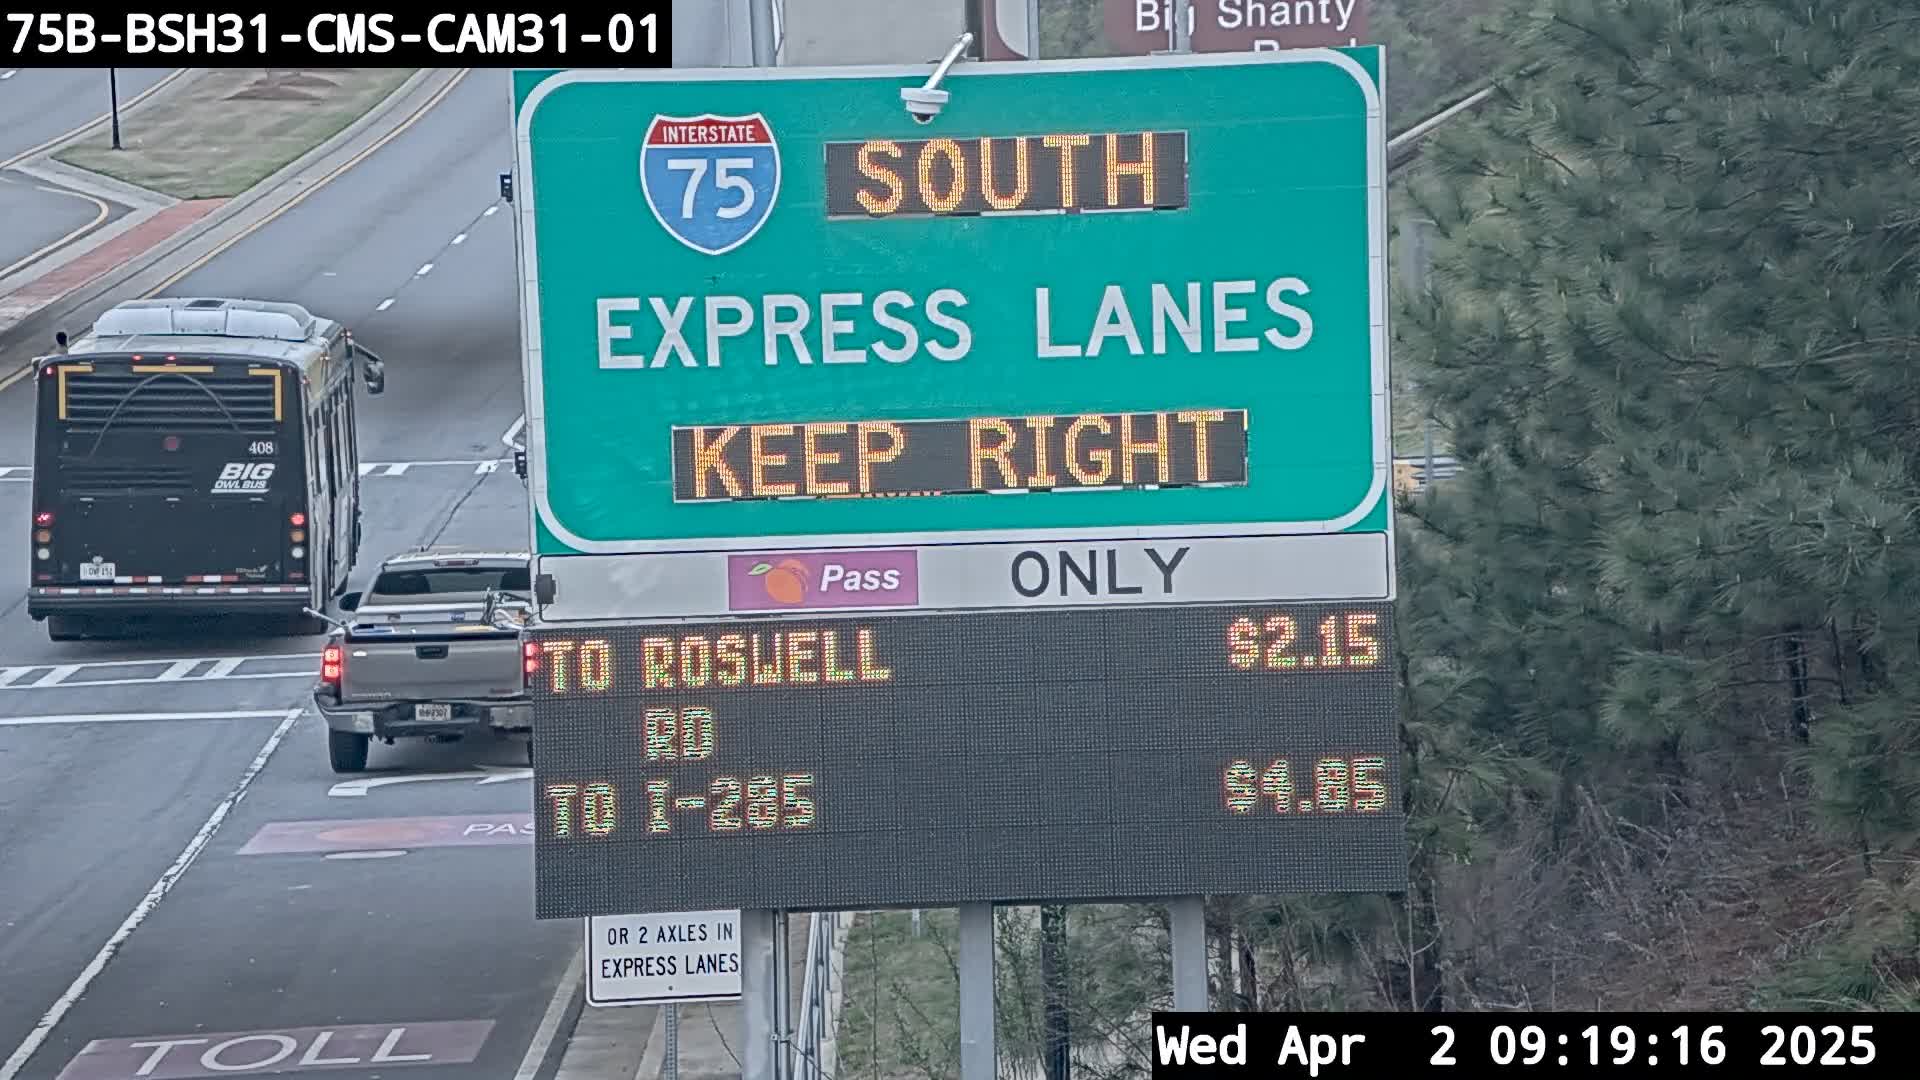 75B-BSH31-CMS-CAM31-01
Big Shanty
INTERSTATE
75
SOUTH
EXPRESS LANES
KEEP RIGHT
Pass ONLY
TO ROSWELL $2.15
RD
TO I-285 $4.85
408
BIG
OWL BUS
OR 2 AXLES IN
EXPRESS LANES
TOLL
Wed Apr 2 09:19:16 2025